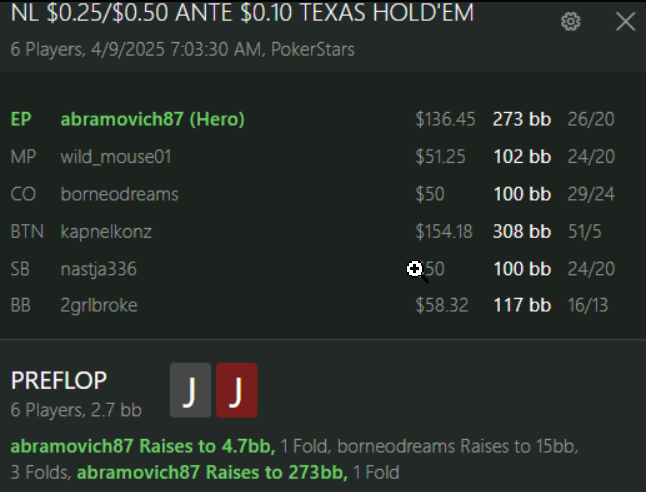 NL $0.25/$0.50 ANTE $0.10 TEXAS HOLD'EM
6 Players, 4/9/2025 7:03:30 AM, PokerStars
EP abramovich87 (Hero) $136.45 273 bb 26/20
MP wild_mouse01 $51.25 102 bb 24/20
CO borneodreams $50 100 bb 29/24
BTN kapnelkonz $154.18 308 bb 51/5
SB nastja336 $50 100 bb 24/20
BB 2grlbroke $58.32 117 bb 16/13
PREFLOP J J
6 Players, 2.7 bb
abramovich87 Raises to 4.7bb, 1 Fold, borneodreams Raises to 15bb,
3 Folds, abramovich87 Raises to 273bb, 1 Fold